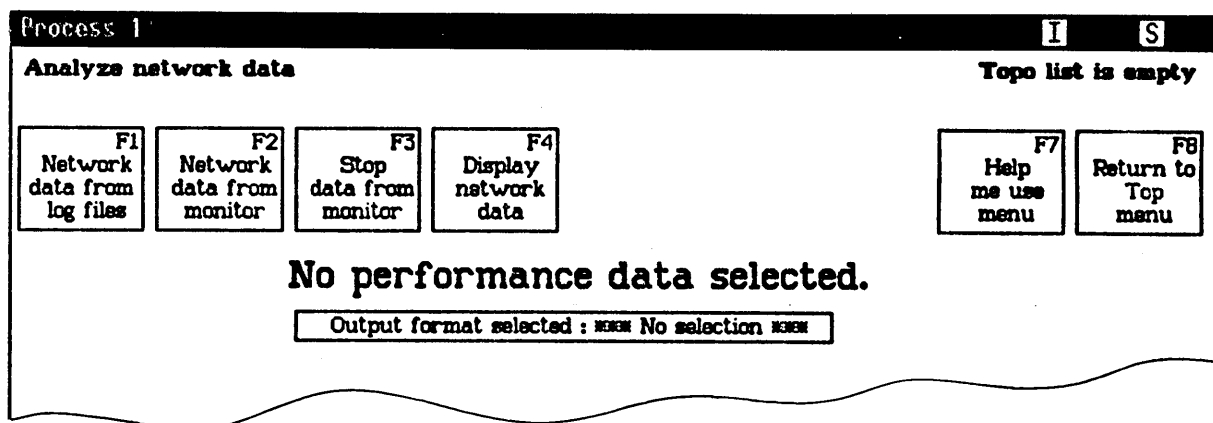 Process 1
I
S
Analyze network data
Topo list is empty
F1
Network
data from
log files
F2
Network
data from
monitor
F3
Stop
data from
monitor
F4
Display
network
data
F7
Help
me use
menu
F8
Return to
Top
menu
No performance data selected.
Output format selected : *** No selection ***